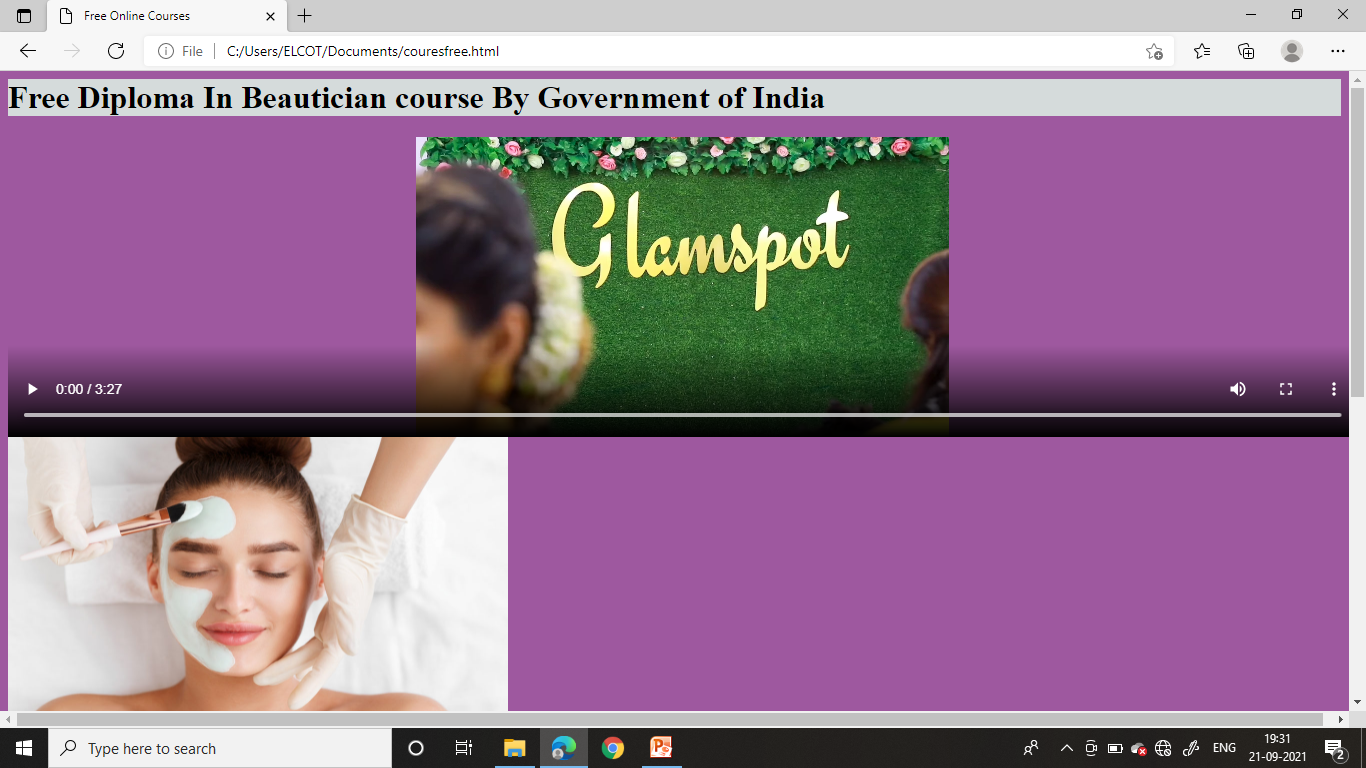 Free Online Courses
File
C:/Users/ELCOT/Documents/couresfree.html
Free Diploma In Beautician course By Government of India
Glamspot
0:00 / 3:27
Type here to search
ENG
19:31
21-09-2021
2